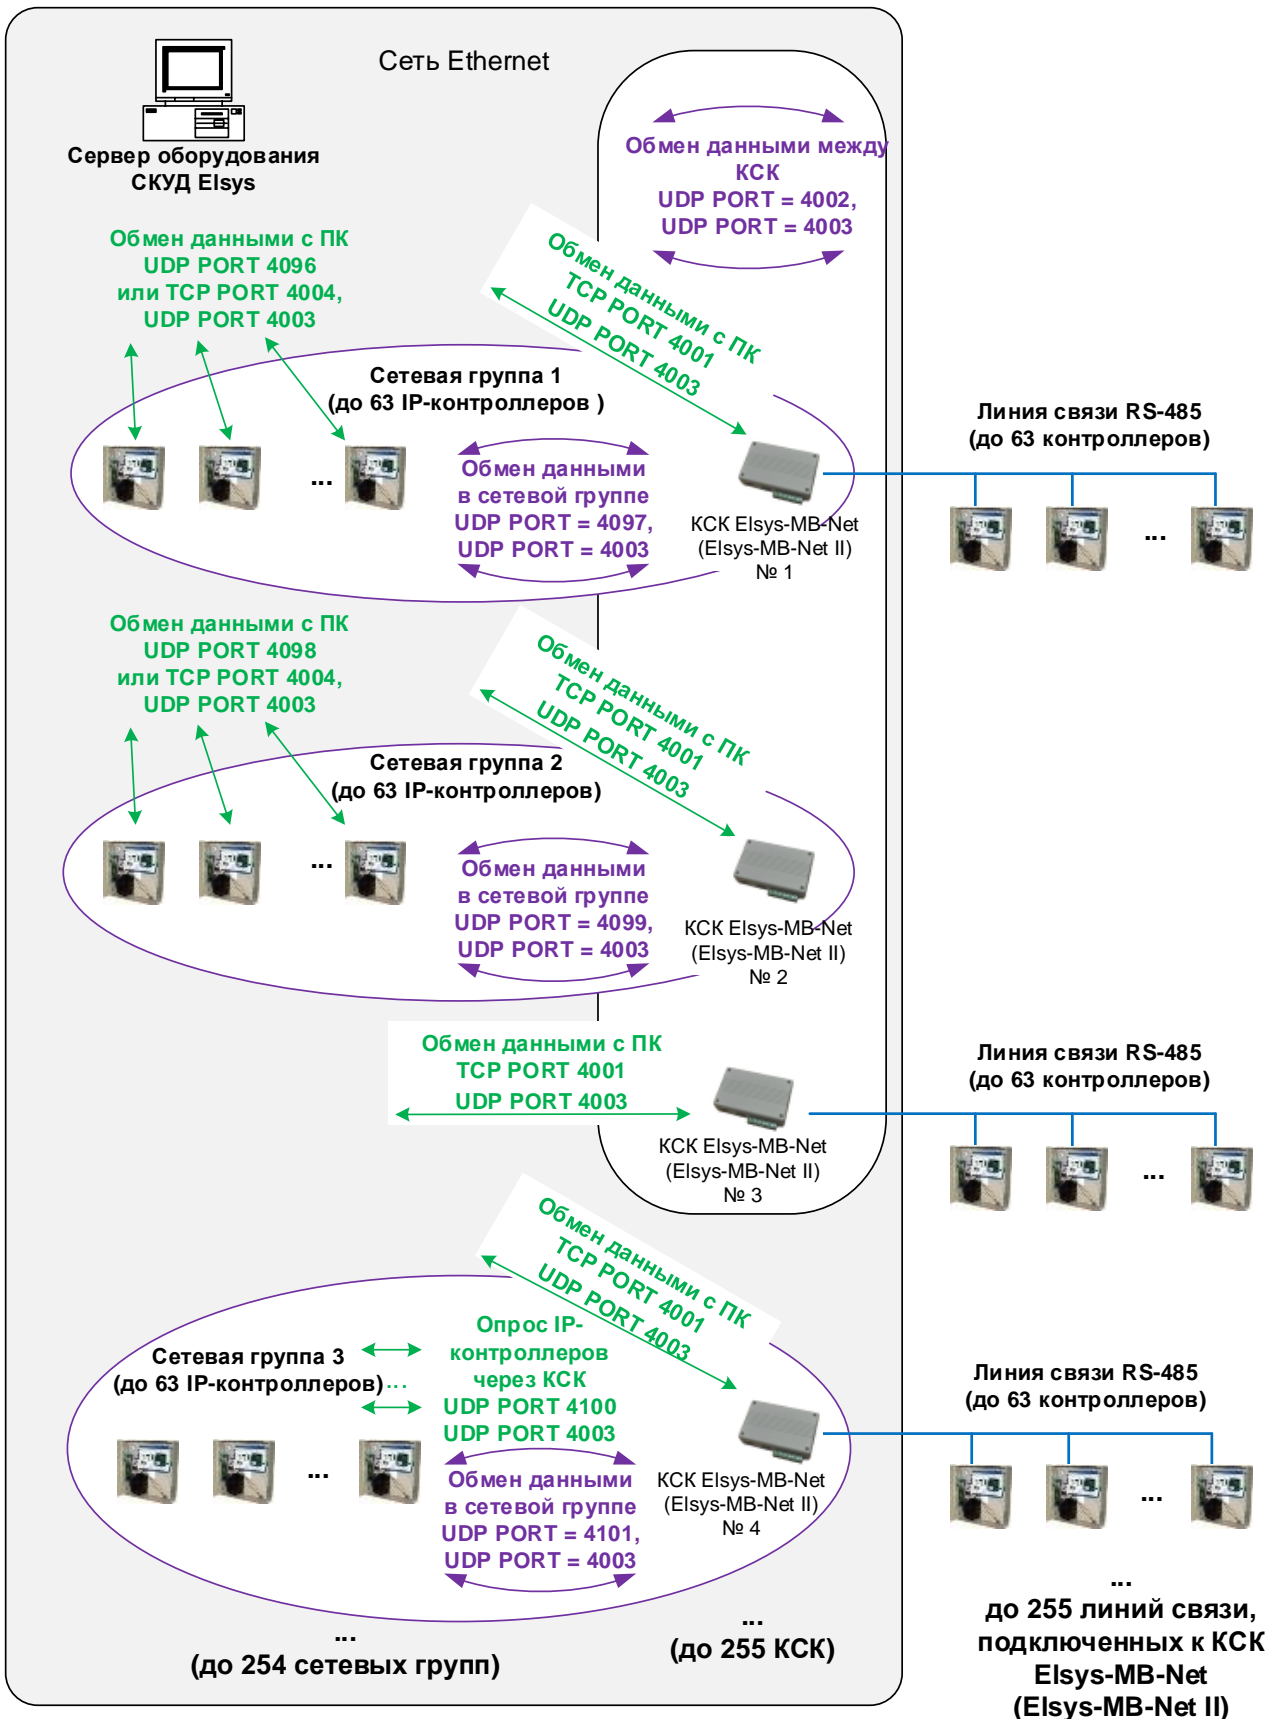 Сеть Ethernet
Сервер оборудования
СКУД Elsys
Обмен данными между
КСК
UDP PORT = 4002,
UDP PORT = 4003
Обмен данными с ПК
UDP PORT 4096
или TCP PORT 4004,
UDP PORT 4003
Обмен данными с ПК
TCP PORT 4001
UDP PORT 4003
Сетевая группа 1
(до 63 IP-контроллеров )
...
Обмен данными
в сетевой группе
UDP PORT = 4097,
UDP PORT = 4003
КСК Elsys-MB-Net
(Elsys-MB-Net II)
№ 1
Линия связи RS-485
(до 63 контроллеров)
...
Обмен данными с ПК
UDP PORT 4098
или TCP PORT 4004,
UDP PORT 4003
Обмен данными с ПК
TCP PORT 4001
UDP PORT 4003
Сетевая группа 2
(до 63 IP-контроллеров)
...
Обмен данными
в сетевой группе
UDP PORT = 4099,
UDP PORT = 4003
КСК Elsys-MB-Net
(Elsys-MB-Net II)
№ 2
Обмен данными с ПК
TCP PORT 4001
UDP PORT 4003
КСК Elsys-MB-Net
(Elsys-MB-Net II)
№ 3
Линия связи RS-485
(до 63 контроллеров)
...
Обмен данными с ПК
TCP PORT 4001
UDP PORT 4003
Сетевая группа 3
(до 63 IP-контроллеров)
...
Опрос IP-
контроллеров
через КСК
UDP PORT 4100
UDP PORT 4003
...
Обмен данными
в сетевой группе
UDP PORT = 4101,
UDP PORT = 4003
КСК Elsys-MB-Net
(Elsys-MB-Net II)
№ 4
Линия связи RS-485
(до 63 контроллеров)
...
...
(до 254 сетевых групп)
...
(до 255 КСК)
...
до 255 линий связи,
подключенных к КСК
Elsys-MB-Net
(Elsys-MB-Net II)